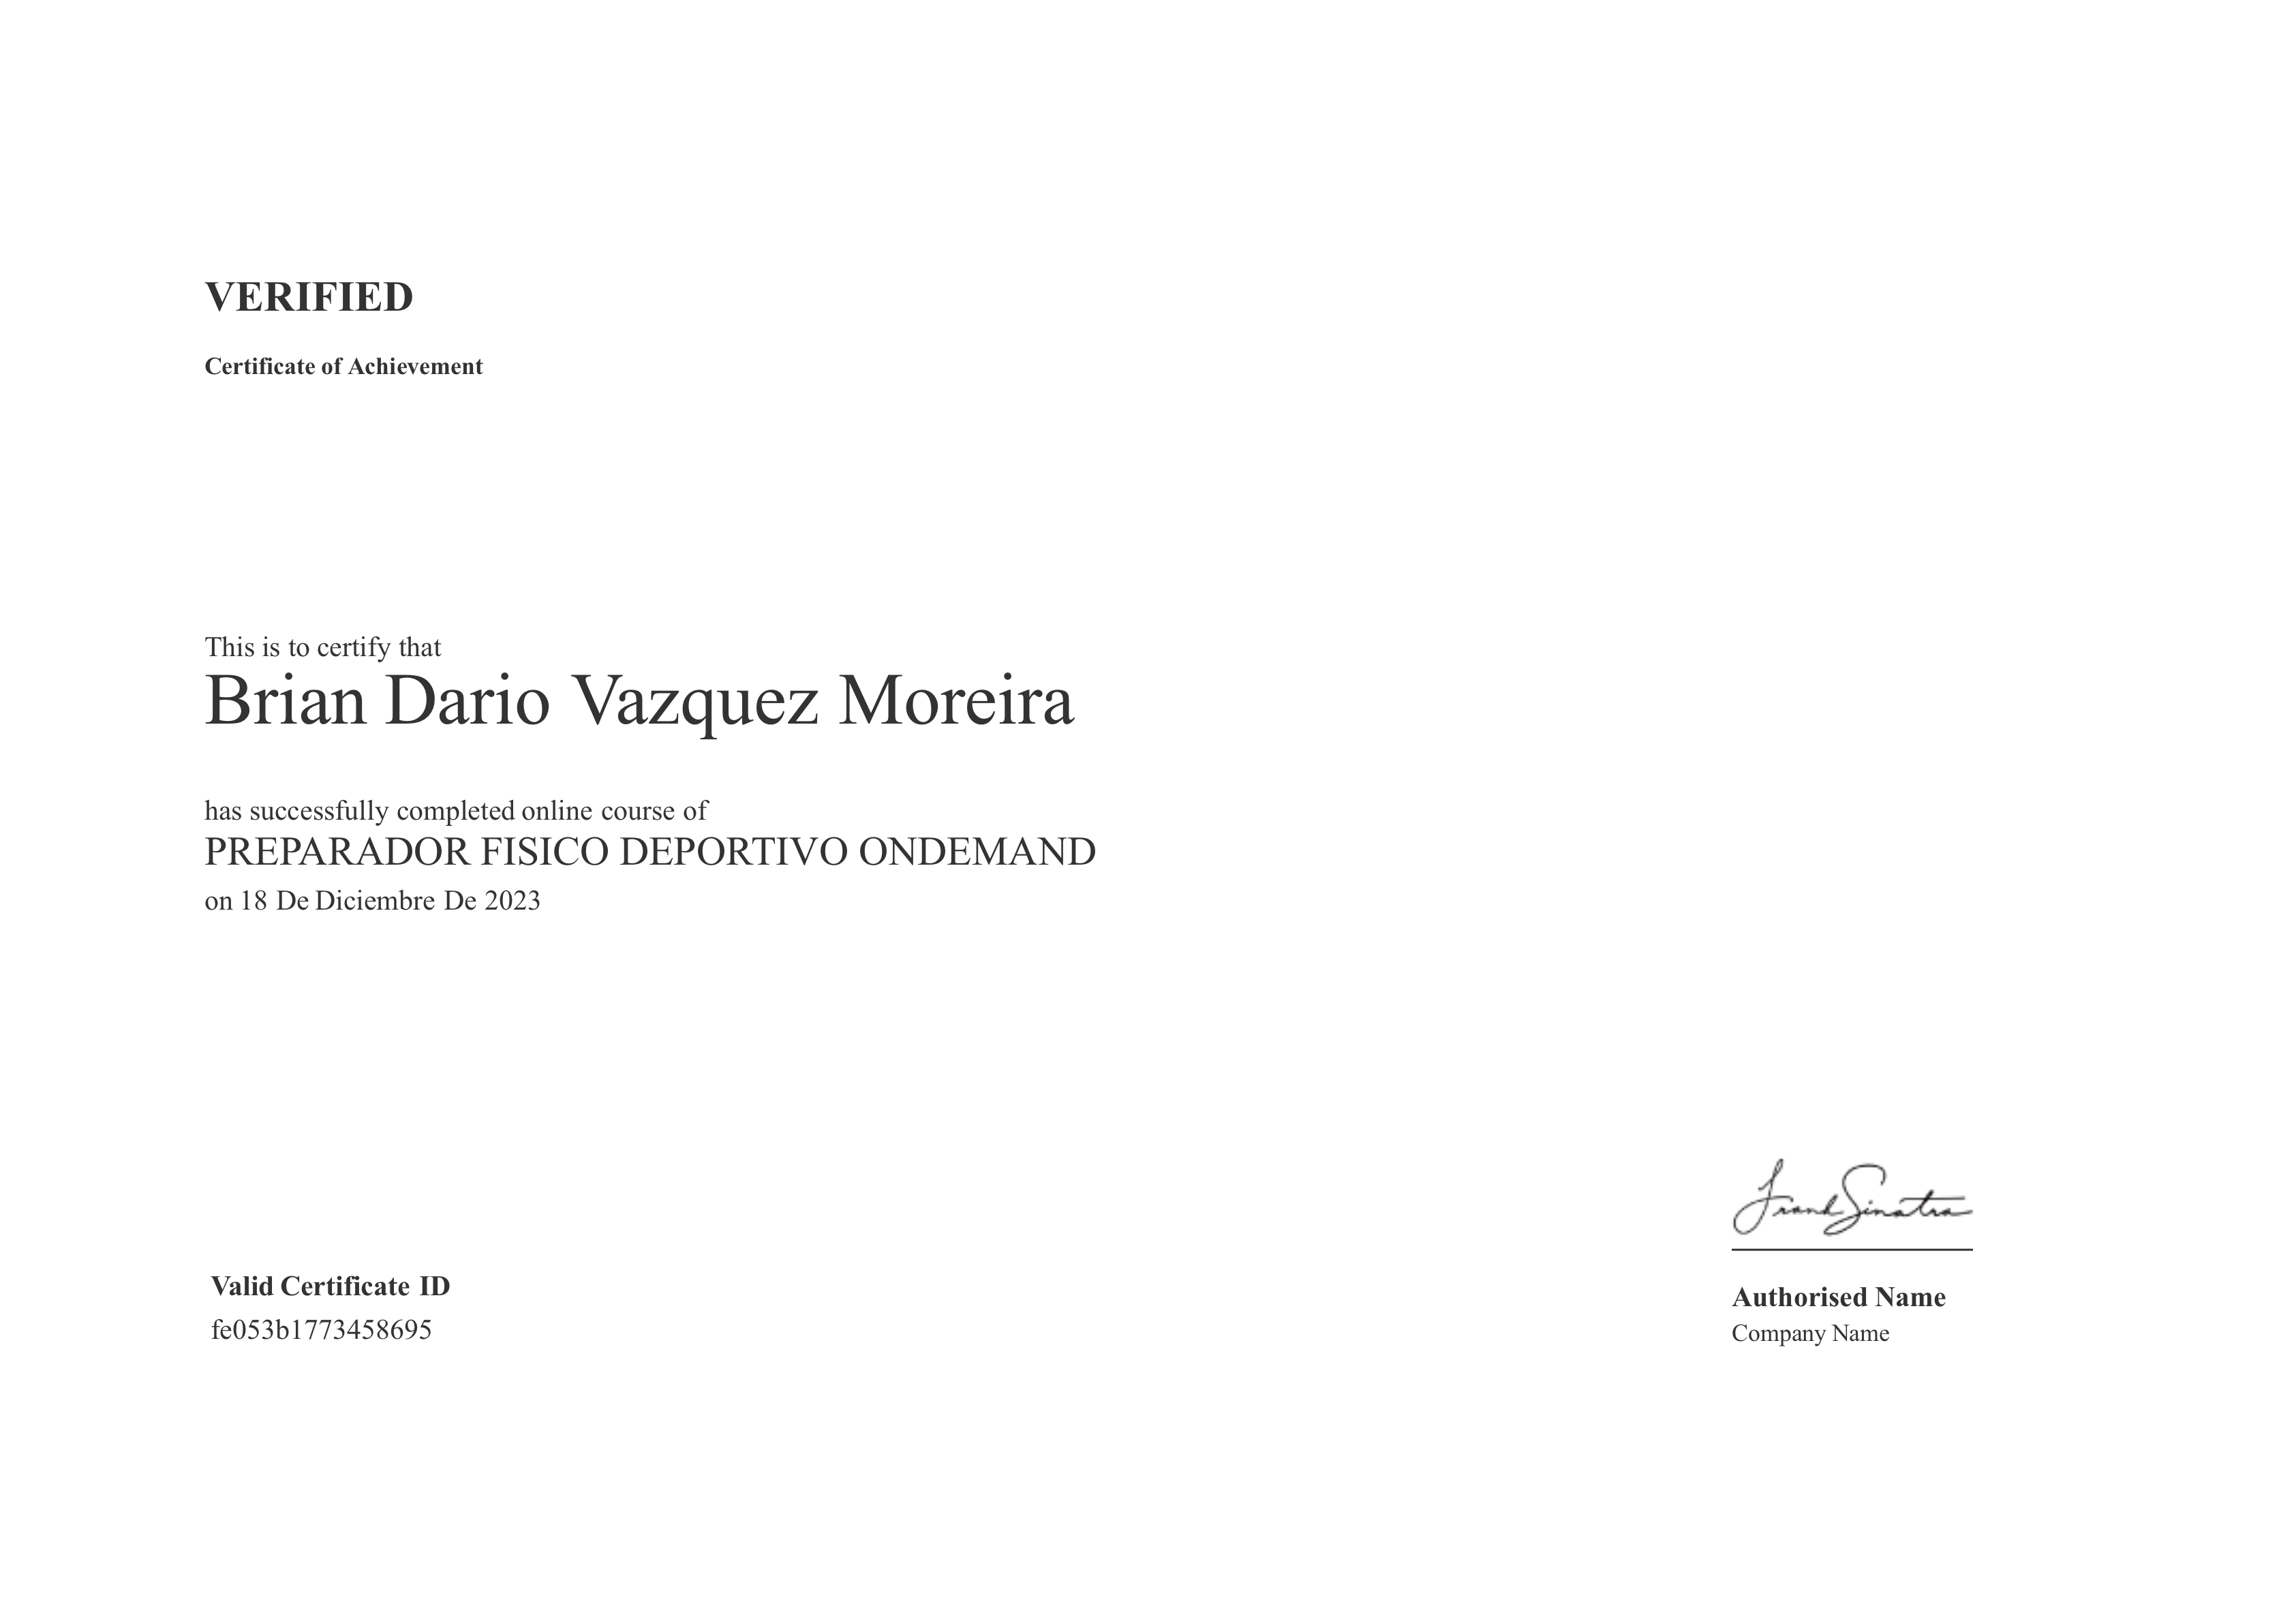 VERIFIED
Certificate of Achievement
This is to certify that
Brian Dario Vazquez Moreira
has successfully completed online course of
PREPARADOR FISICO DEPORTIVO ONDEMAND
on 18 De Diciembre De 2023
Frank Sinatra
Valid Certificate ID
fe053b1773458695
Authorised Name
Company Name